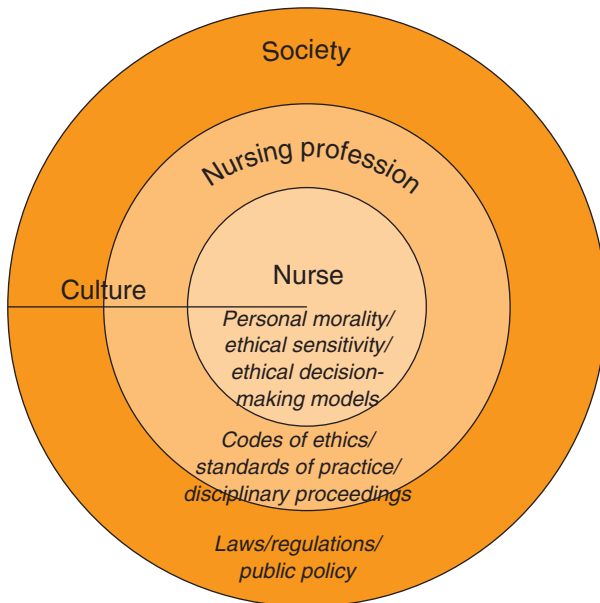 Society
Nursing profession
Nurse
Culture
Personal morality/
ethical sensitivity/
ethical decision-
making models
Codes of ethics/
standards of practice/
disciplinary proceedings
Laws/regulations/
public policy